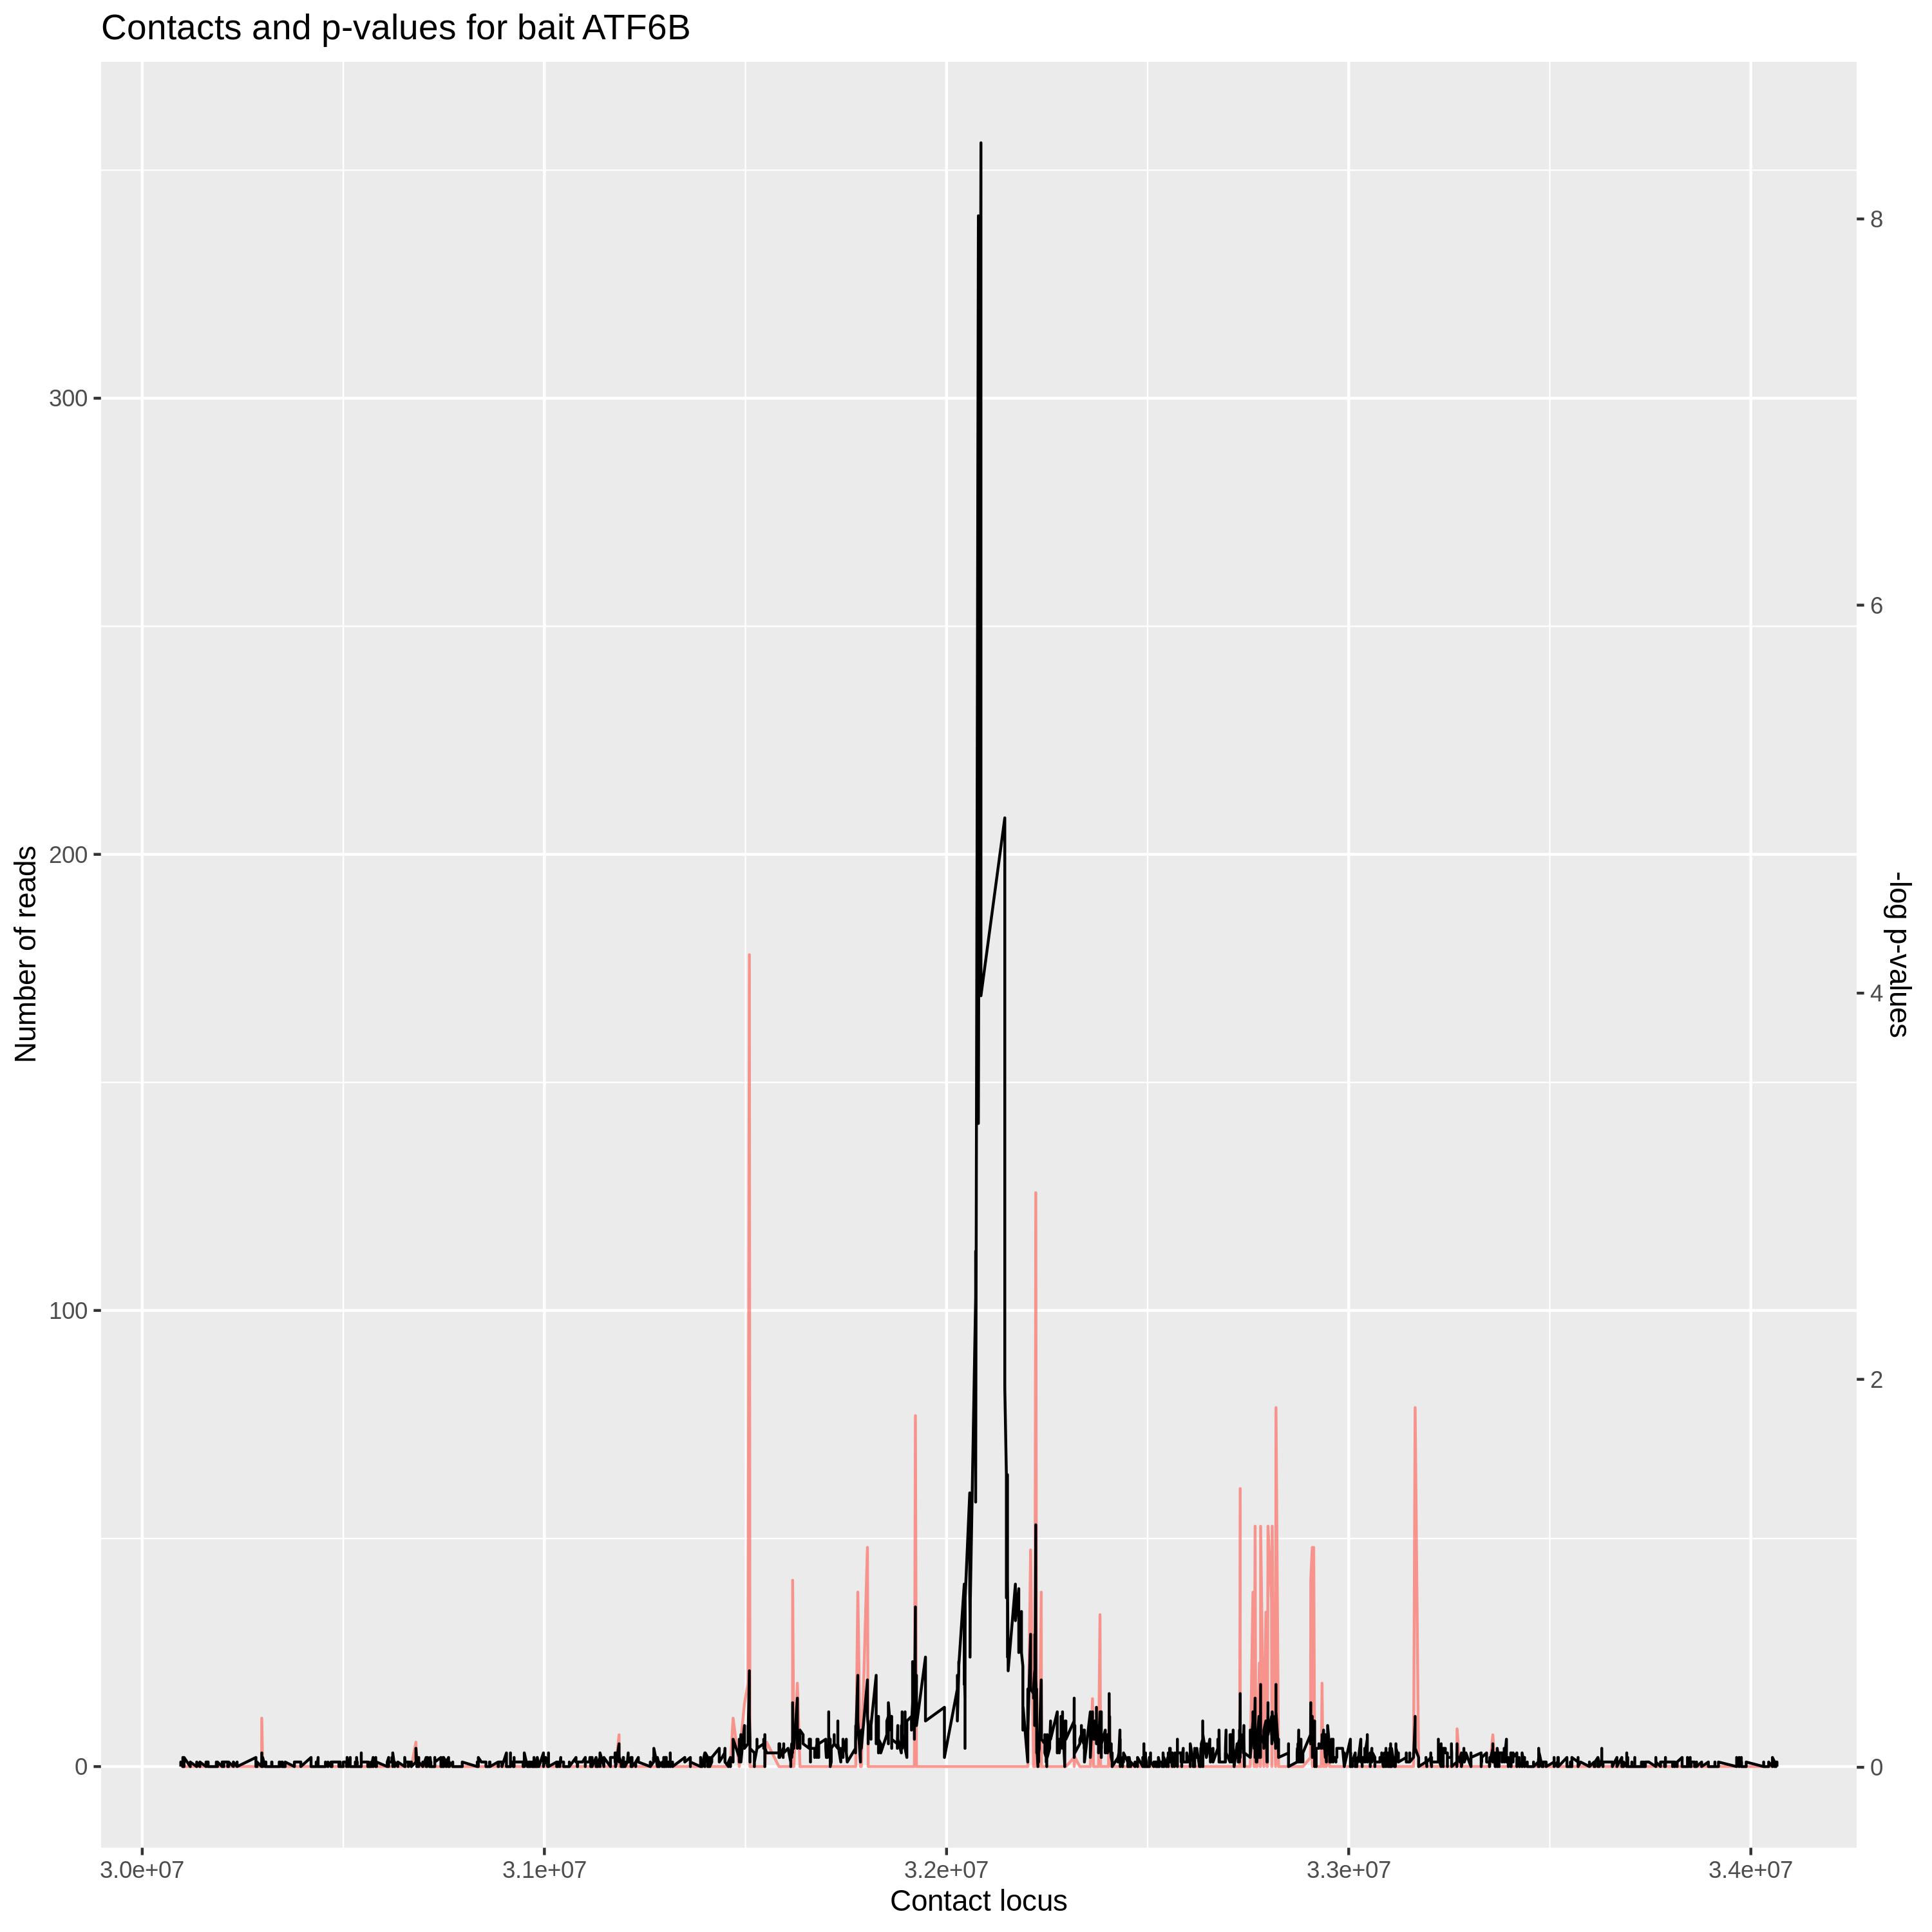 Contacts and p-values for bait ATF6B
Number of reads
300
200
100
0
8
6
4
2
0
-log p-values
3.0e+07
3.1e+07
3.2e+07
3.3e+07
3.4e+07
Contact locus